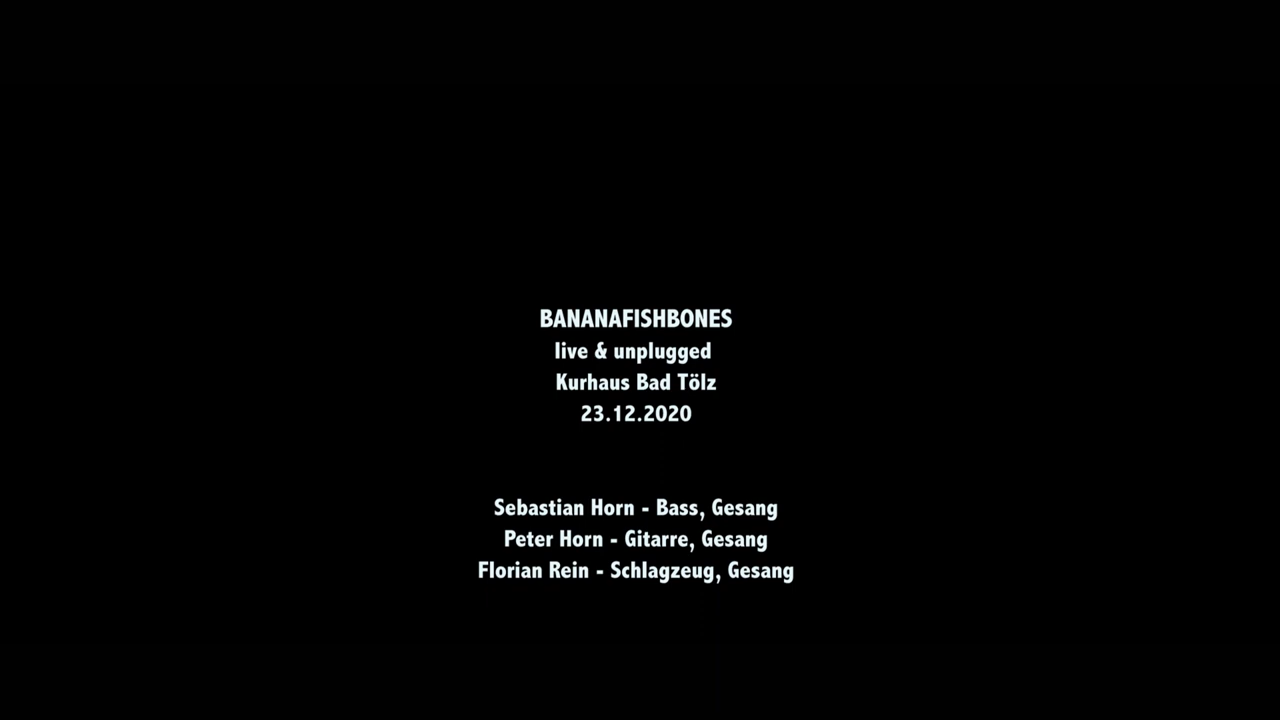 BANANAFISHBONES
live & unplugged
Kurhaus Bad Tölz
23.12.2020
Sebastian Horn - Bass, Gesang
Peter Horn - Gitarre, Gesang
Florian Rein - Schlagzeug, Gesang